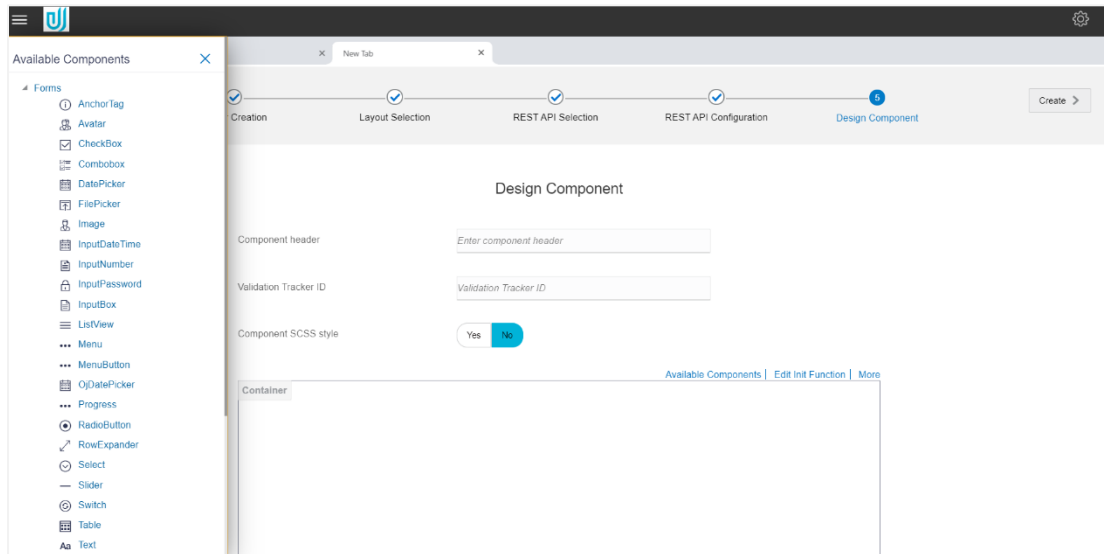 Available Components
Forms
AnchorTag
Avatar
CheckBox
Combobox
DatePicker
FilePicker
Image
InputDateTime
InputNumber
InputPassword
InputBox
ListView
Menu
MenuButton
OjDatePicker
Progress
RadioButton
RowExpander
Select
Slider
Switch
Table
Aa Text
New Tab
Creation
Layout Selection
REST API Selection
REST API Configuration
5
Design Component
Create
Design Component
Component header
Enter component header
Validation Tracker ID
Validation Tracker ID
Component SCSS style
Yes No
Available Components | Edit Init Function | More
Container